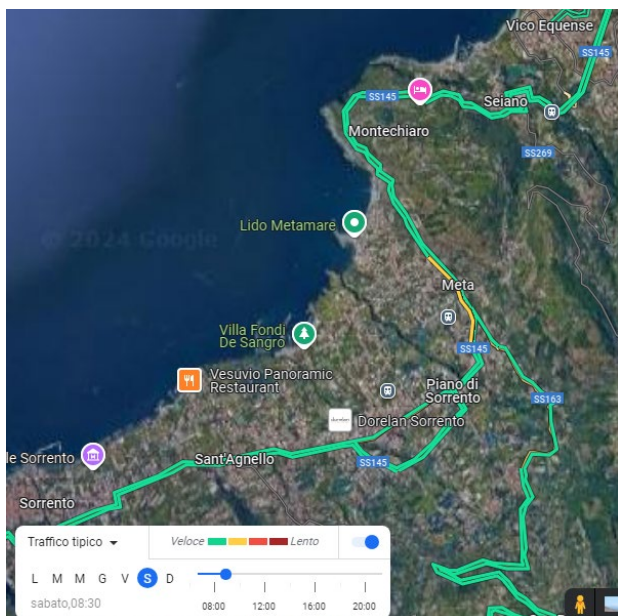 Vico Equense
SS145
SS145
Seiano
Montechiaro
SS269
© 2024 Google
Lido Metamare
Meta
Villa Fondi
De Sangro
SS145
Vesuvio Panoramic
Restaurant
Piano di
Sorrento
SS163
Dorelan Sorrento
le Sorrento
Sant'Agnello
SS145
Sorrento
Traffico tipico
Veloce
Lento
L M M G V S D
sabato,08:30
08:00 12:00 16:00 20:00